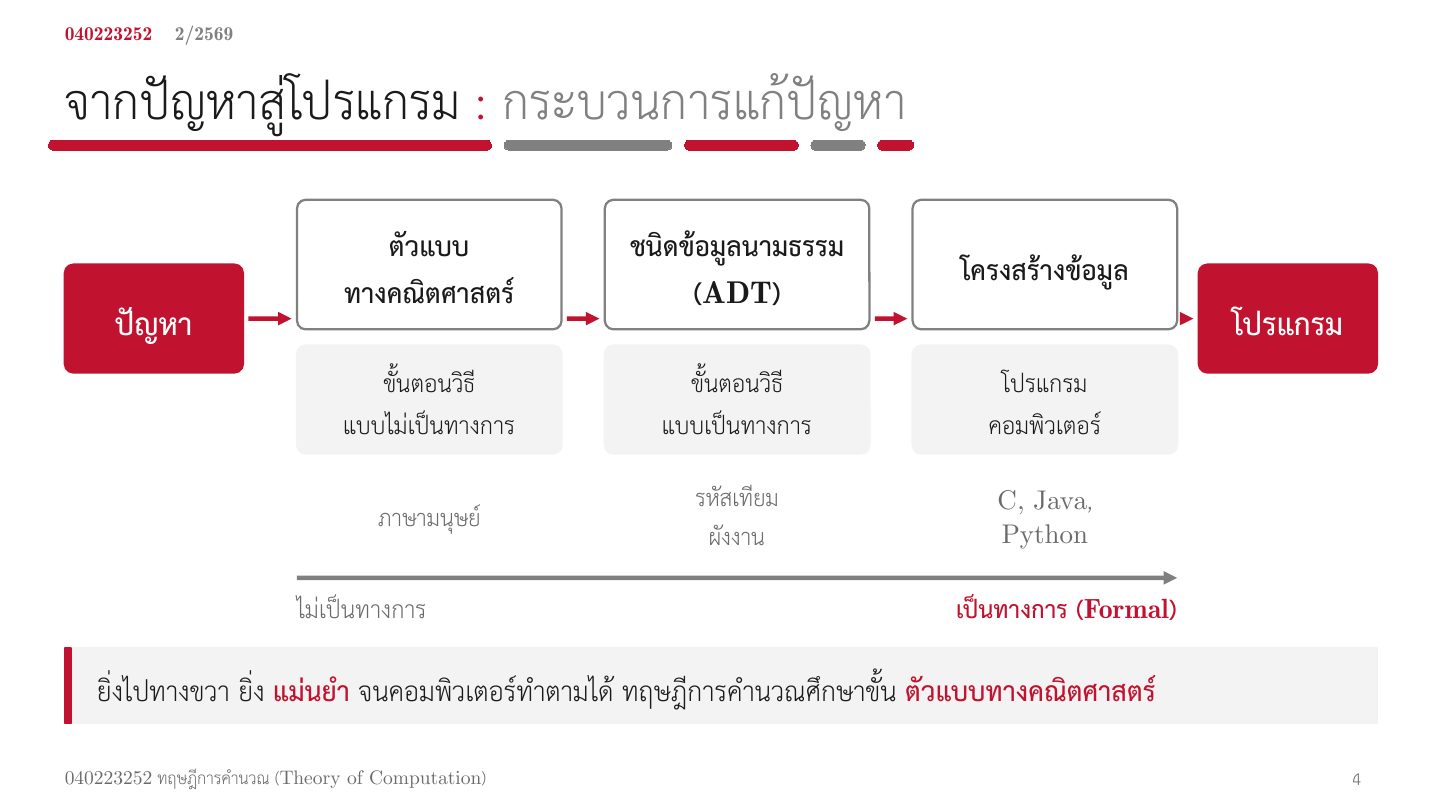 040223252 2/2569
จากปัญหาสู่โปรแกรม : กระบวนการแก้ปัญหา
ปัญหา
ตัวแบบ
ทางคณิตศาสตร์
ชนิดข้อมูลนามธรรม
(ADT)
โครงสร้างข้อมูล
โปรแกรม
ขั้นตอนวิธี
แบบไม่เป็นทางการ
ขั้นตอนวิธี
แบบเป็นทางการ
โปรแกรม
คอมพิวเตอร์
ภาษามนุษย์
รหัสเทียม
ผังงาน
C, Java,
Python
ไม่เป็นทางการ
เป็นทางการ (Formal)
ยิ่งไปทางขวา ยิ่ง แม่นยำ จนคอมพิวเตอร์ทำตามได้ ทฤษฎีการคำนวณศึกษาขั้น ตัวแบบทางคณิตศาสตร์
040223252 ทฤษฎีการคำนวณ (Theory of Computation)
4